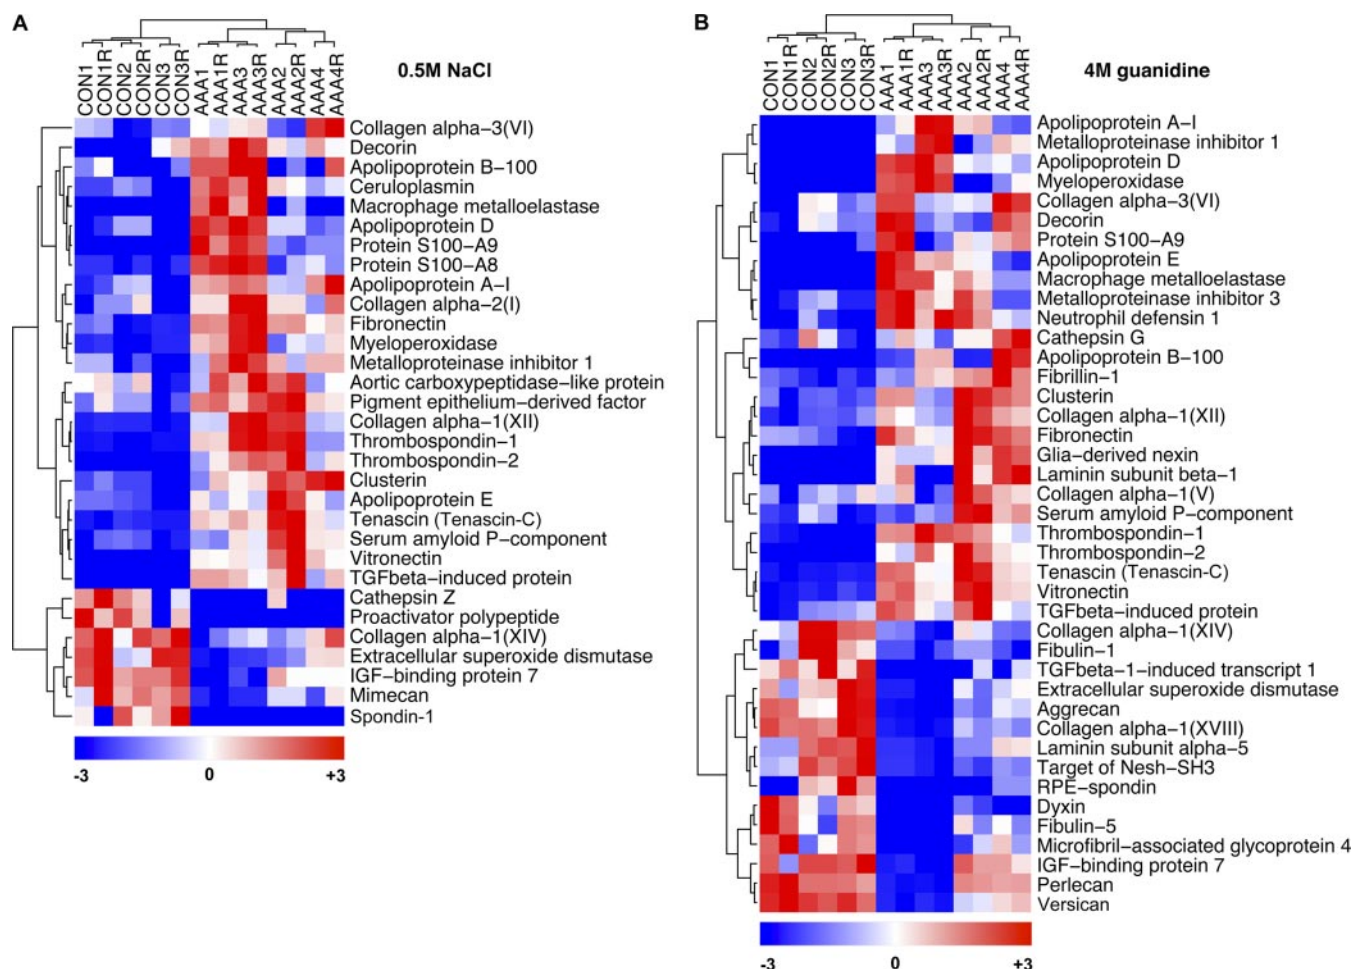 A
0.5M NaCl
CON1
CON1R
CON2
CON2R
CON3
CON3R
AAA1
AAA1R
AAA3
AAA3R
AAA2
AAA2R
AAA4
AAA4R
Collagen alpha−3(VI)
Decorin
Apolipoprotein B−100
Ceruloplasmin
Macrophage metalloelastase
Apolipoprotein D
Protein S100−A9
Protein S100−A8
Apolipoprotein A−I
Collagen alpha−2(I)
Fibronectin
Myeloperoxidase
Metalloproteinase inhibitor 1
Aortic carboxypeptidase−like protein
Pigment epithelium−derived factor
Collagen alpha−1(XII)
Thrombospondin−1
Thrombospondin−2
Clusterin
Apolipoprotein E
Tenascin (Tenascin−C)
Serum amyloid P−component
Vitronectin
TGFbeta−induced protein
Cathepsin Z
Proactivator polypeptide
Collagen alpha−1(XIV)
Extracellular superoxide dismutase
IGF−binding protein 7
Mimecan
Spondin−1
-3 0 +3
B
4M guanidine
CON1
CON1R
CON2
CON2R
CON3
CON3R
AAA1
AAA1R
AAA3
AAA3R
AAA2
AAA2R
AAA4
AAA4R
Apolipoprotein A−I
Metalloproteinase inhibitor 1
Apolipoprotein D
Myeloperoxidase
Collagen alpha−3(VI)
Decorin
Protein S100−A9
Apolipoprotein E
Macrophage metalloelastase
Metalloproteinase inhibitor 3
Neutrophil defensin 1
Cathepsin G
Apolipoprotein B−100
Fibrillin−1
Clusterin
Collagen alpha−1(XII)
Fibronectin
Glia−derived nexin
Laminin subunit beta−1
Collagen alpha−1(V)
Serum amyloid P−component
Thrombospondin−1
Thrombospondin−2
Tenascin (Tenascin−C)
Vitronectin
TGFbeta−induced protein
Collagen alpha−1(XIV)
Fibulin−1
TGFbeta−1−induced transcript 1
Extracellular superoxide dismutase
Aggrecan
Collagen alpha−1(XVIII)
Laminin subunit alpha−5
Target of Nesh−SH3
RPE−spondin
Dyxin
Fibulin−5
Microfibril−associated glycoprotein 4
IGF−binding protein 7
Perlecan
Versican
-3 0 +3